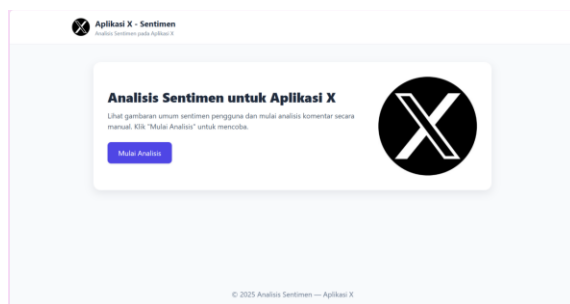 Aplikasi X - Sentimen
Analisis Sentimen pada Aplikasi X
Analisis Sentimen untuk Aplikasi X
Lihat gambaran umum sentimen pengguna dan mulai analisis komentar secara
manual. Klik "Mulai Analisis" untuk mencoba.
Mulai Analisis
© 2025 Analisis Sentimen — Aplikasi X